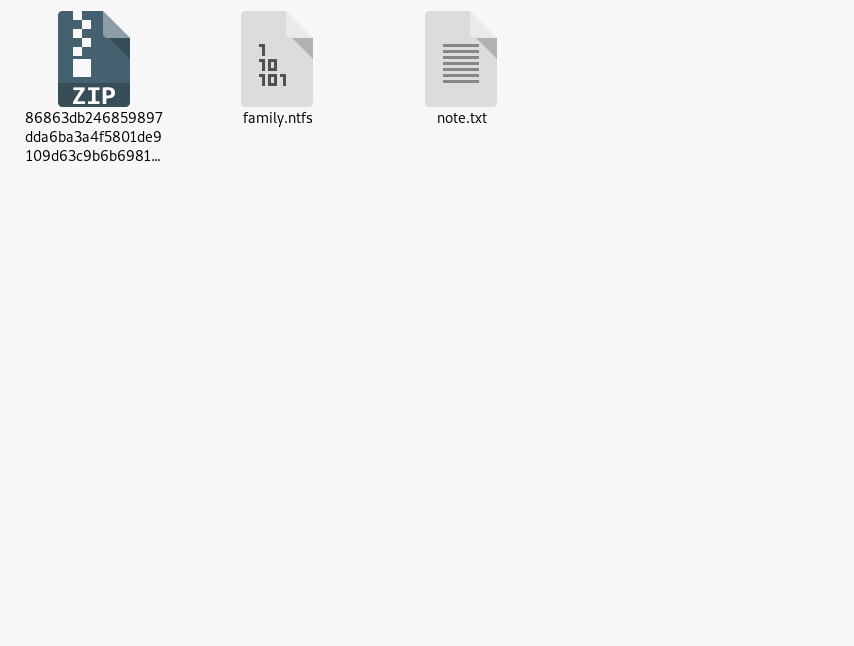 ZIP
1
10
101
86863db246859897
dda6ba3a4f5801de9
109d63c9b6b6981...
family.ntfs
note.txt